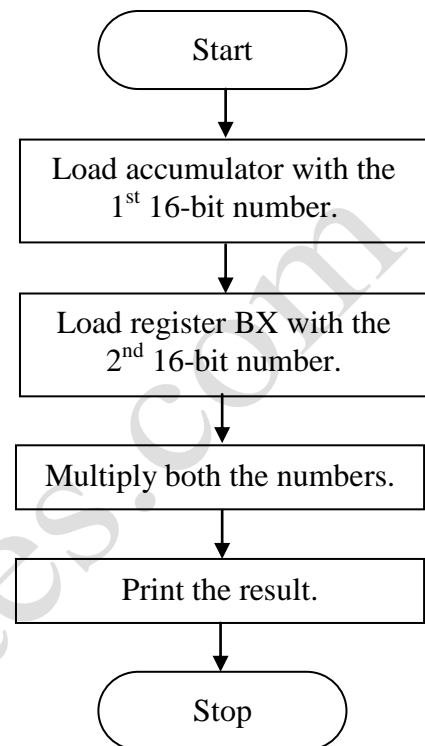 Start
Load accumulator with the
1st 16-bit number.
Load register BX with the
2nd 16-bit number.
Multiply both the numbers.
Print the result.
Stop